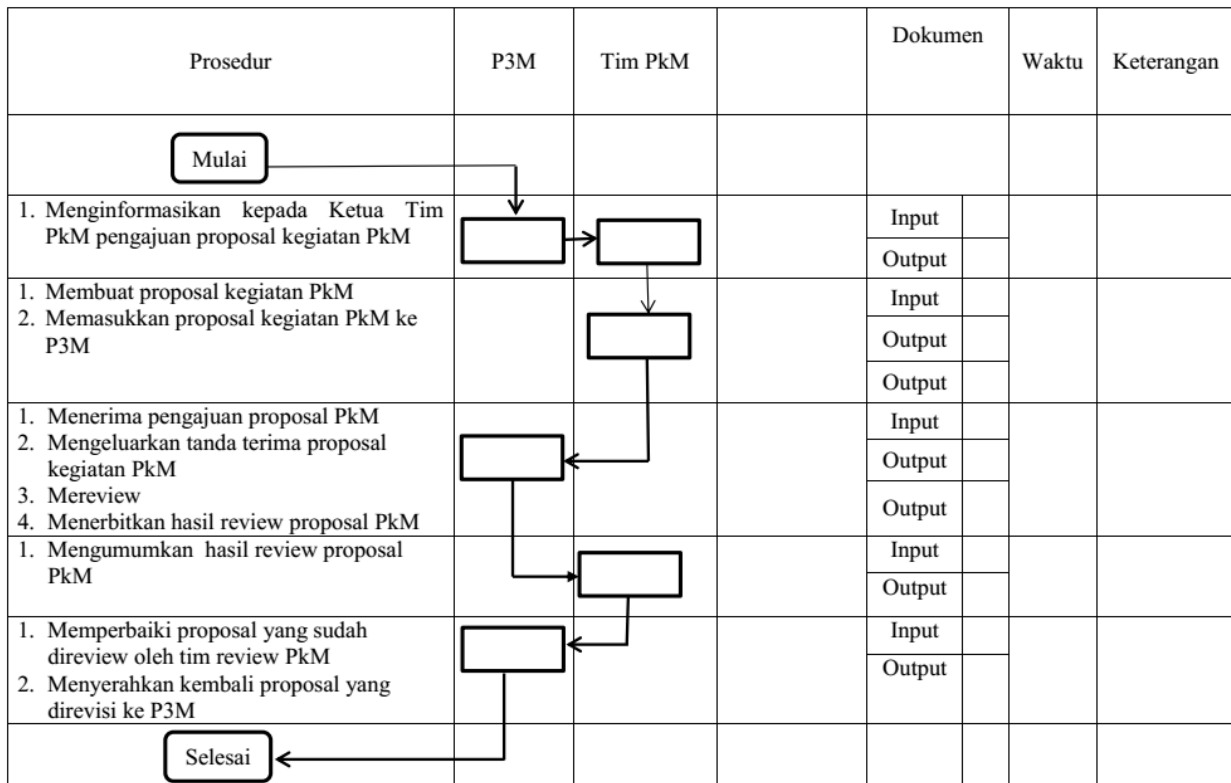 Prosedur P3M Tim PkM Dokumen Waktu Keterangan
Mulai
1. Menginformasikan kepada Ketua Tim
PkM pengajuan proposal kegiatan PkM
Input
Output
1. Membuat proposal kegiatan PkM
2. Memasukkan proposal kegiatan PkM ke
P3M
Input
Output
Output
1. Menerima pengajuan proposal PkM
2. Mengeluarkan tanda terima proposal
kegiatan PkM
3. Mereview
4. Menerbitkan hasil review proposal PkM
Input
Output
Output
1. Mengumumkan hasil review proposal
PkM
Input
Output
1. Memperbaiki proposal yang sudah
direview oleh tim review PkM
2. Menyerahkan kembali proposal yang
direvisi ke P3M
Input
Output
Selesai